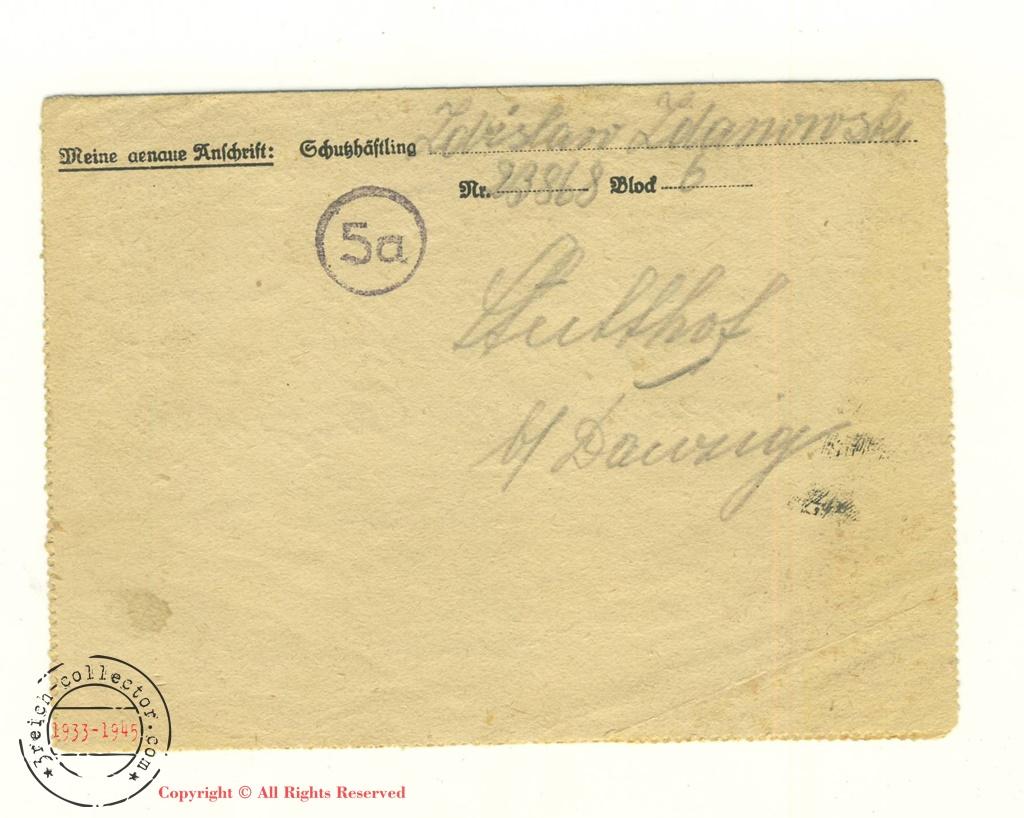 Meine genaue Anschrift: Schutzhäftling Zdzislaw Zdanowski
Nr. 23868 Block 6
5a
Stutthof
b/ Danzig
3reich-collector.com
1933-1945
Copyright © All Rights Reserved